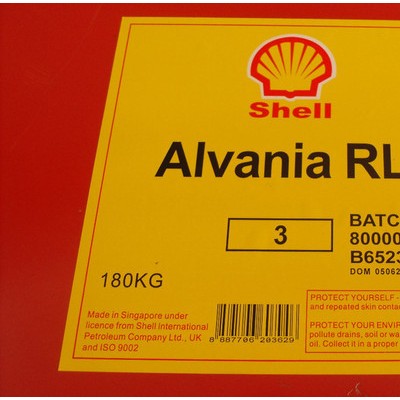 Shell
Alvania RL
3
BATC
80000
B6523
DOM 05062
180KG
Made in Singapore under
licence from Shell International
Petroleum Company Ltd., UK
and ISO 9002
8 887706 203629
PROTECT YOURSELF -
and repeated skin contac
PROTECT YOUR ENVIR
pollute drains, soil or wat
oil. Collect it in a proper